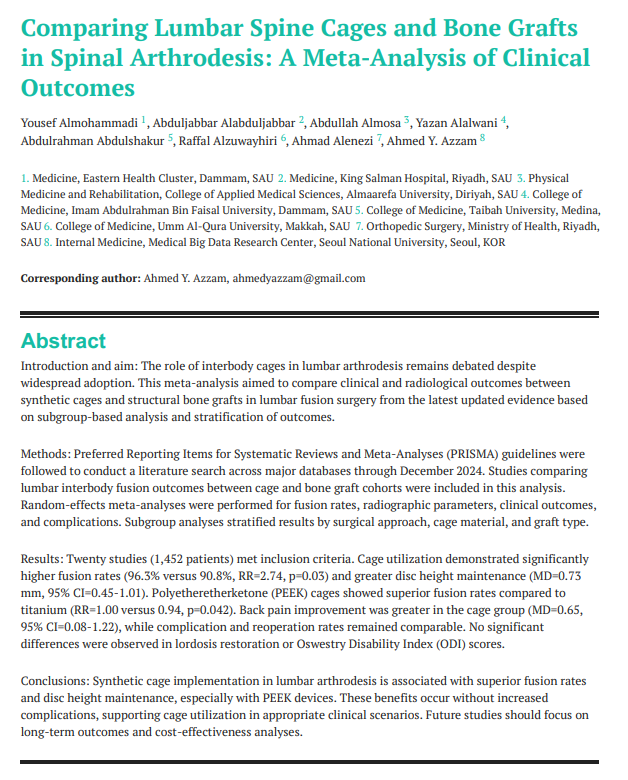 Comparing Lumbar Spine Cages and Bone Grafts
in Spinal Arthrodesis: A Meta-Analysis of Clinical
Outcomes
Yousef Almohammadi 1, Abduljabbar Alabduljabbar 2, Abdullah Almosa 3, Yazan Alalwani 4,
Abdulrahman Abdulshakur 5, Raffal Alzuwayhiri 6, Ahmad Alenezi 7, Ahmed Y. Azzam 8
1. Medicine, Eastern Health Cluster, Dammam, SAU 2. Medicine, King Salman Hospital, Riyadh, SAU 3. Physical
Medicine and Rehabilitation, College of Applied Medical Sciences, Almaarefa University, Diriyah, SAU 4. College of
Medicine, Imam Abdulrahman Bin Faisal University, Dammam, SAU 5. College of Medicine, Taibah University, Medina,
SAU 6. College of Medicine, Umm Al-Qura University, Makkah, SAU 7. Orthopedic Surgery, Ministry of Health, Riyadh,
SAU 8. Internal Medicine, Medical Big Data Research Center, Seoul National University, Seoul, KOR
Corresponding author: Ahmed Y. Azzam, ahmedyazzam@gmail.com
Abstract
Introduction and aim: The role of interbody cages in lumbar arthrodesis remains debated despite
widespread adoption. This meta-analysis aimed to compare clinical and radiological outcomes between
synthetic cages and structural bone grafts in lumbar fusion surgery from the latest updated evidence based
on subgroup-based analysis and stratification of outcomes.
Methods: Preferred Reporting Items for Systematic Reviews and Meta-Analyses (PRISMA) guidelines were
followed to conduct a literature search across major databases through December 2024. Studies comparing
lumbar interbody fusion outcomes between cage and bone graft cohorts were included in this analysis.
Random-effects meta-analyses were performed for fusion rates, radiographic parameters, clinical outcomes,
and complications. Subgroup analyses stratified results by surgical approach, cage material, and graft type.
Results: Twenty studies (1,452 patients) met inclusion criteria. Cage utilization demonstrated significantly
higher fusion rates (96.3% versus 90.8%, RR=2.74, p=0.03) and greater disc height maintenance (MD=0.73
mm, 95% CI=0.45-1.01). Polyetheretherketone (PEEK) cages showed superior fusion rates compared to
titanium (RR=1.00 versus 0.94, p=0.042). Back pain improvement was greater in the cage group (MD=0.65,
95% CI=0.08-1.22), while complication and reoperation rates remained comparable. No significant
differences were observed in lordosis restoration or Oswestry Disability Index (ODI) scores.
Conclusions: Synthetic cage implementation in lumbar arthrodesis is associated with superior fusion rates
and disc height maintenance, especially with PEEK devices. These benefits occur without increased
complications, supporting cage utilization in appropriate clinical scenarios. Future studies should focus on
long-term outcomes and cost-effectiveness analyses.